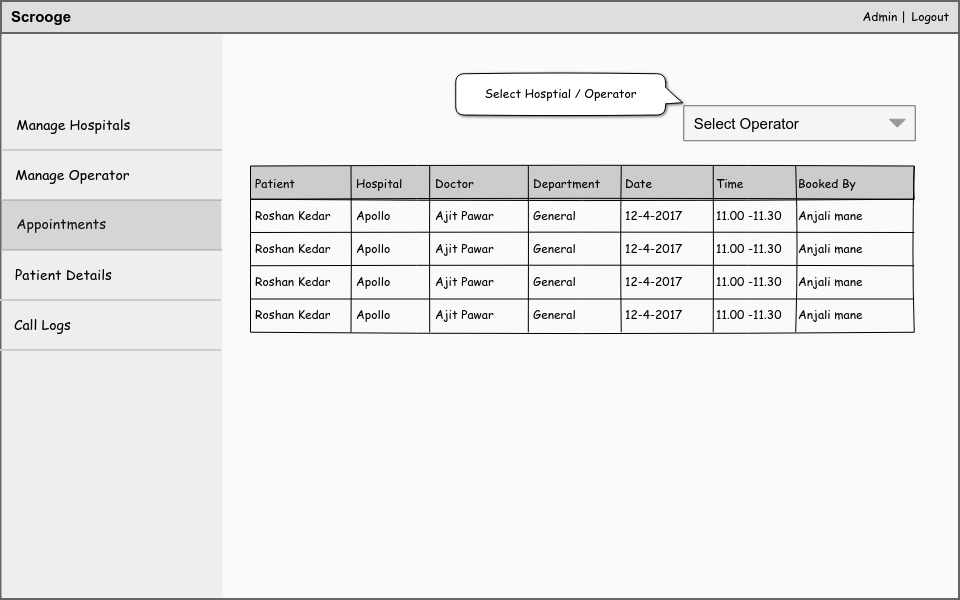 Scrooge
Admin | Logout
Select Hosptial / Operator
Select Operator
Manage Hospitals
Manage Operator
Appointments
Patient Details
Call Logs
Patient Hospital Doctor Department Date Time Booked By
Roshan Kedar Apollo Ajit Pawar General 12-4-2017 11.00 -11.30 Anjali mane
Roshan Kedar Apollo Ajit Pawar General 12-4-2017 11.00 -11.30 Anjali mane
Roshan Kedar Apollo Ajit Pawar General 12-4-2017 11.00 -11.30 Anjali mane
Roshan Kedar Apollo Ajit Pawar General 12-4-2017 11.00 -11.30 Anjali mane